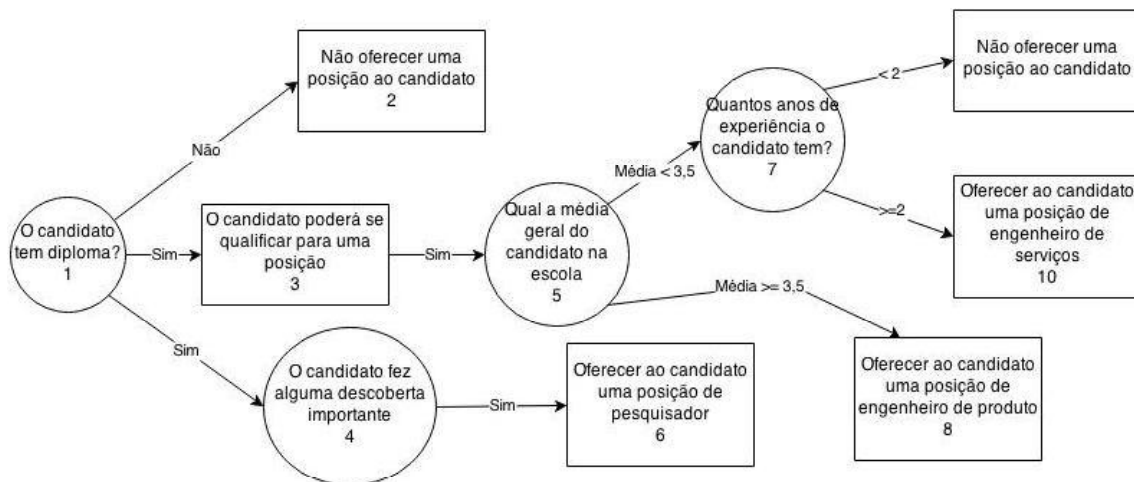 Não oferecer uma
posição ao candidato
2
Não
O candidato
tem diploma?
1
Sim
O candidato poderá se
qualificar para uma
posição
3
Sim
Qual a média
geral do
candidato na
escola
5
Média < 3,5
Quantos anos de
experiência o
candidato tem?
7
< 2
Não oferecer uma
posição ao candidato
>=2
Oferecer ao candidato
uma posição de
engenheiro de
serviços
10
Média >= 3,5
Oferecer ao candidato
uma posição de
engenheiro de produto
8
Sim
O candidato fez
alguma descoberta
importante
4
Sim
Oferecer ao candidato
uma posição de
pesquisador
6